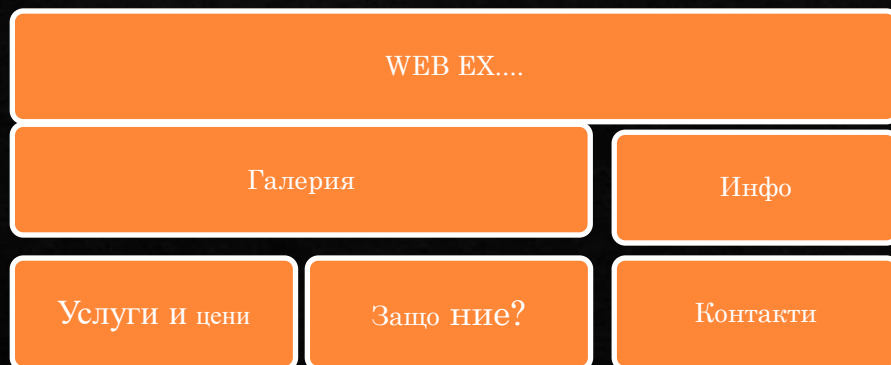 WEB EX....
Галерия
Инфо
Услуги и цени
Защо ние?
Контакти